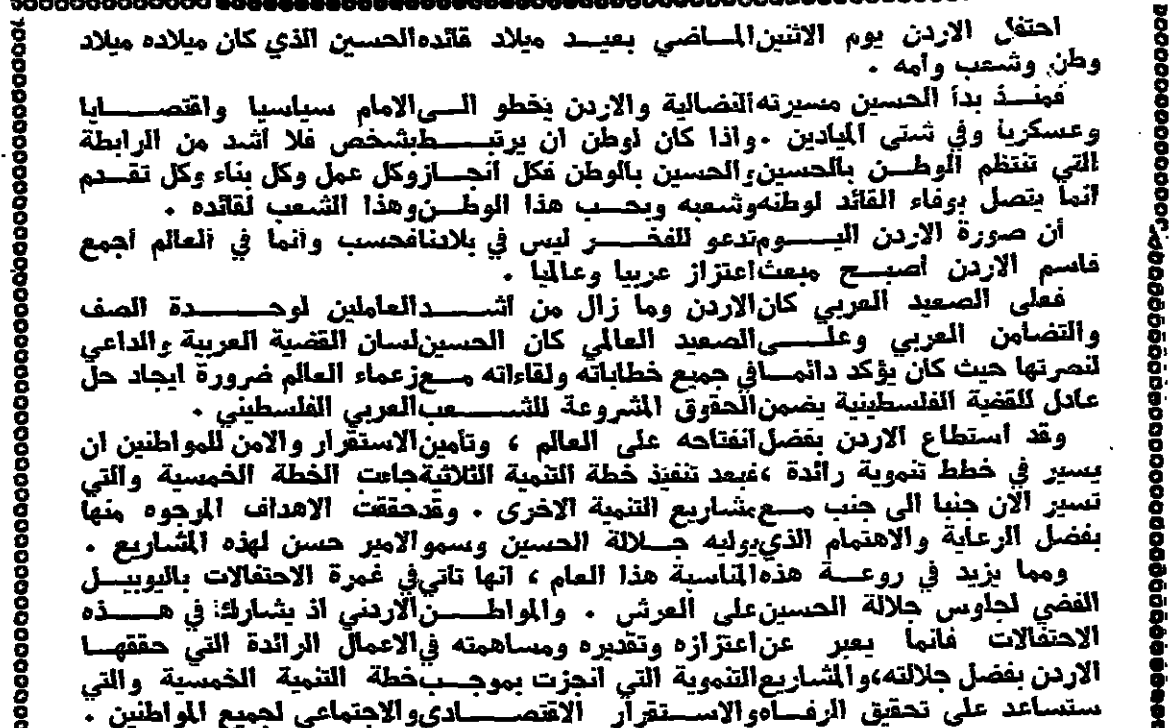 احتفل الاردن يوم الاثنين الماضي بعيد ميلاد قائده الحسين الذي كان ميلاده ميلاد
وطن وشعب وامه .
فمنذ بدأ الحسين مسيرته النضالية والاردن يخطو الى الامام سياسيا واقتصايا
وعسكريا وفي شتى الميادين . واذا كان لوطن ان يرتبط بشخص فلا اشد من الرابطة
التي تنتظم الوطن بالحسين والحسين بالوطن فكل انجاز وكل عمل وكل بناء وكل تقدم
انما يتصل بوفاء القائد لوطنه وشعبه وبحب هذا الوطن وهذا الشعب لقائده .
أن صورة الاردن اليوم تدعو للفخر ليس في بلادنا فحسب وأنما في العالم أجمع
فاسم الاردن اصبح مبعث اعتزاز عربيا وعالميا .
فعلى الصعيد العربي كان الاردن وما زال من اشد العاملين لوحدة الصف
والتضامن العربي وعلى الصعيد العالمي كان الحسين لسان القضية العربية والداعي
لنصرتها حيث كان يؤكد دائما في جميع خطاباته ولقاءاته مع زعماء العالم ضرورة ايجاد حل
عادل للقضية الفلسطينية يضمن الحقوق المشروعة للشعب العربي الفلسطيني .
وقد استطاع الاردن بفضل انفتاحه على العالم ، وتأمين الاستقرار والامن للمواطنين ان
يسير في خطط تنموية رائدة ، فبعد تنفيذ خطة التنمية الثلاثية جاءت الخطة الخمسية والتي
تسير الان جنبا الى جنب مع مشاريع التنمية الاخرى . وقد حققت الاهداف المرجوه منها
بفضل الرعاية والاهتمام الذي يوليه جلالة الحسين وسمو الامير حسن لهذه المشاريع .
ومما يزيد في روعة هذه المناسبة هذا العام ، انها تأتي في غمرة الاحتفالات باليوبيل
الفضي لجلوس جلالة الحسين على العرش . والمواطن الاردني اذ يشارك في هذه
الاحتفالات فانما يعبر عن اعتزازه وتقديره ومساهمته في الاعمال الرائدة التي حققها
الاردن بفضل جلالته، والمشاريع التنموية التي انجزت بموجب خطة التنمية الخمسية والتي
ستساعد على تحقيق الرفاه والاستقرار الاقتصادي والاجتماعي لجميع المواطنين .